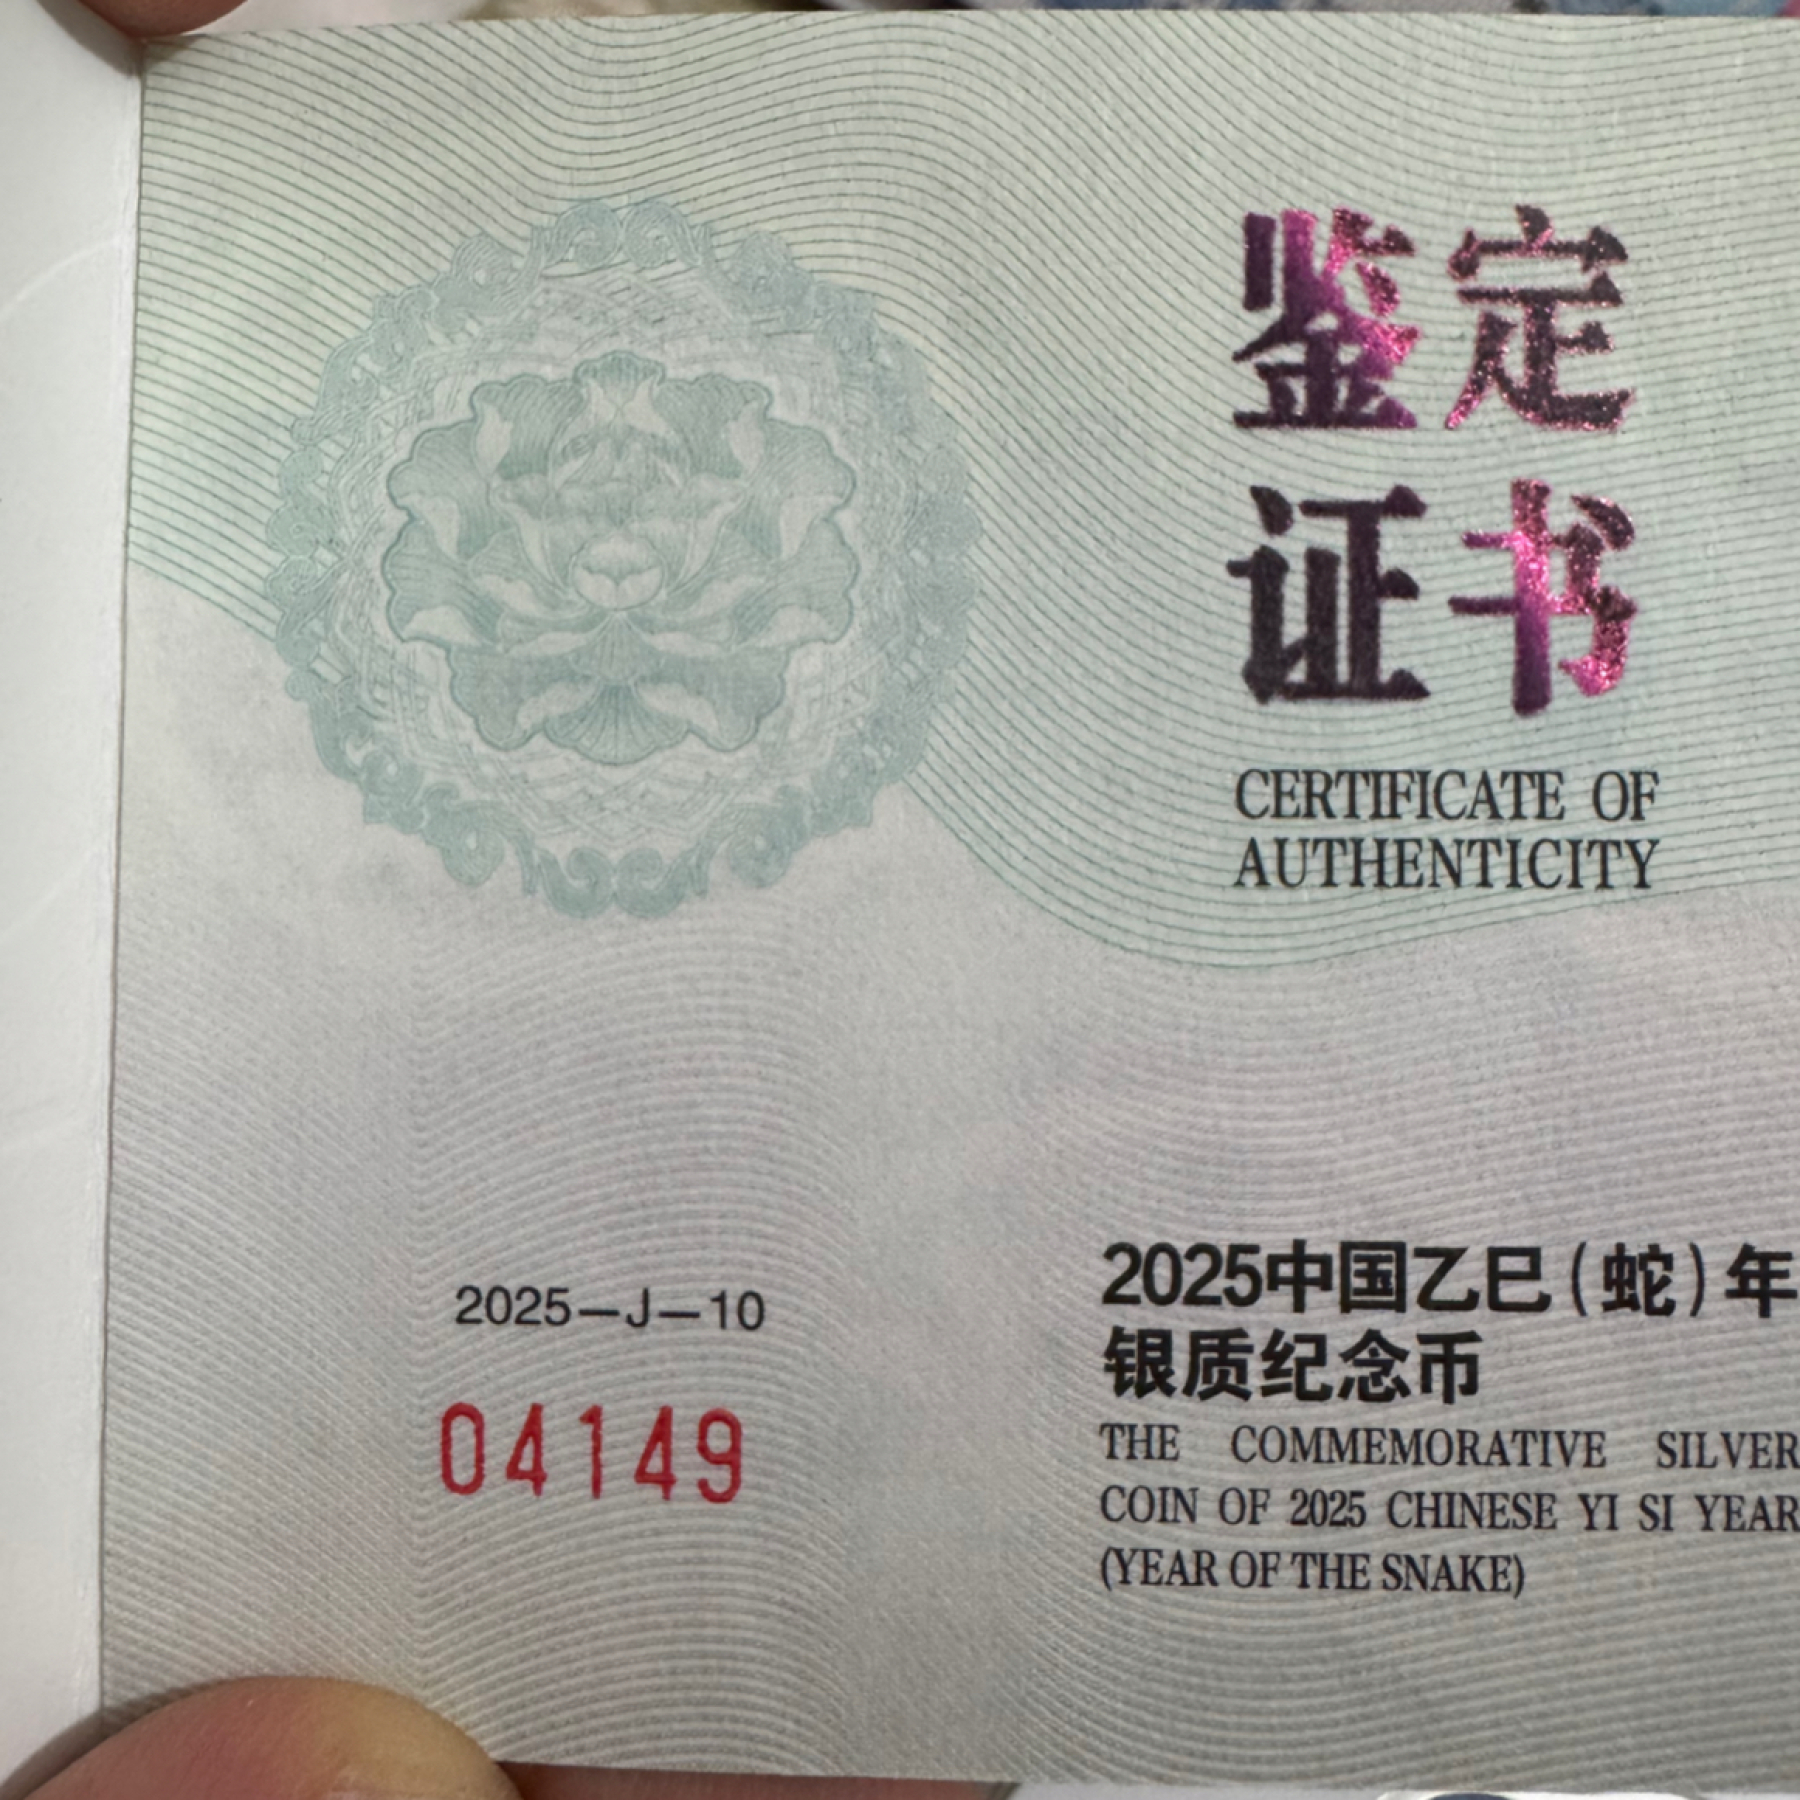 鉴定
证书
CERTIFICATE OF
AUTHENTICITY
2025—J—10
04149
2025中国乙巳(蛇)年
银质纪念币
THE COMMEMORATIVE SILVER
COIN OF 2025 CHINESE YI SI YEAR
(YEAR OF THE SNAKE)